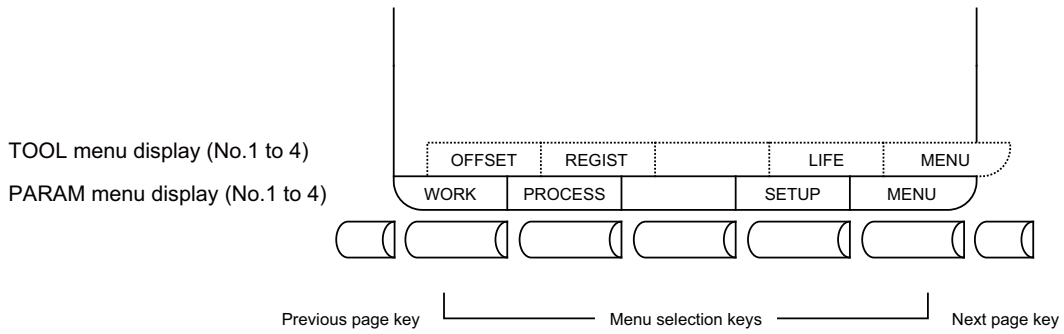 TOOL menu display (No.1 to 4)
OFFSET REGIST LIFE MENU
PARAM menu display (No.1 to 4)
WORK PROCESS SETUP MENU
Previous page key Menu selection keys Next page key